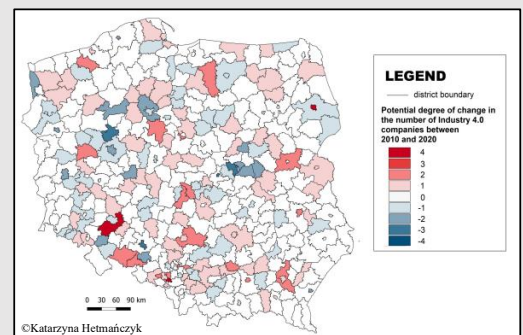 LEGEND
district boundary
Potential degree of change in
the number of Industry 4.0
companies between
2010 and 2020
4
3
2
1
0
-1
-2
-3
-4
0 30 60 90 km
©Katarzyna Hetmańczyk